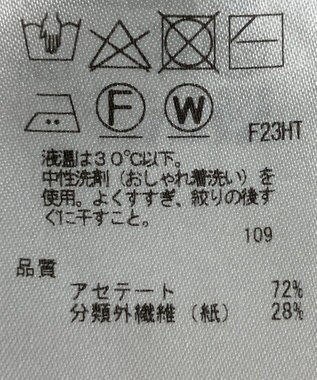 F W F23HT
液温は30℃以下。
中性洗剤（おしゃれ着洗い）を
使用。よくすすぎ、絞りの後す
ぐに干すこと。
109
品質
アセテート 72%
分類外繊維（紙） 28%